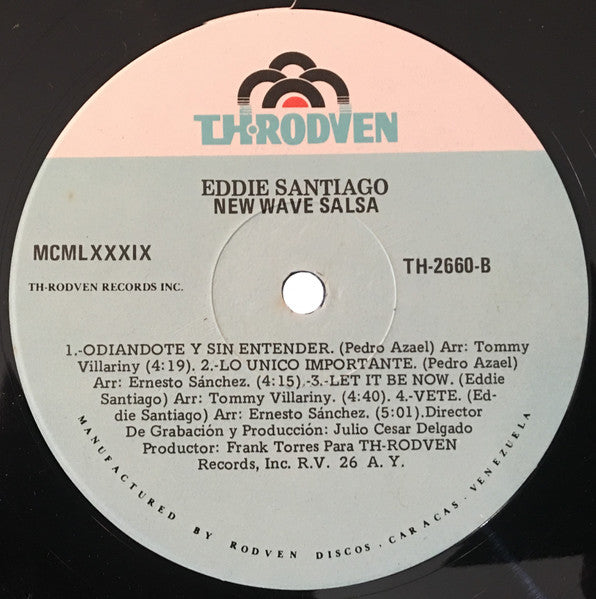 TH·RODVEN
EDDIE SANTIAGO
NEW WAVE SALSA
MCMLXXXIX
TH-2660-B
TH-RODVEN RECORDS INC.
1.-ODIANDOTE Y SIN ENTENDER. (Pedro Azael) Arr: Tommy
Villariny (4:19). 2.-LO UNICO IMPORTANTE. (Pedro Azael)
Arr: Ernesto Sánchez. (4:15).-3.-LET IT BE NOW. (Eddie
Santiago) Arr: Tommy Villariny. (4:40). 4.-VETE. (Ed-
die Santiago) Arr: Ernesto Sánchez. (5:01).Director
De Grabación y Producción: Julio Cesar Delgado
Productor: Frank Torres Para TH-RODVEN
Records, Inc. R.V. 26 A.Y.
MANUFACTURED BY RODVEN DISCOS . CARACAS . VENEZUELA